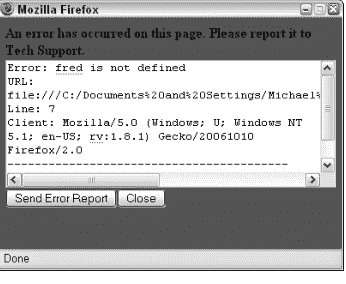 Mozilla Firefox
An error has occurred on this page. Please report it to
Tech Support.
Error: fred is not defined
URL:
file:///C:/Documents%20and%20Settings/Michael%
Line: 7
Client: Mozilla/5.0 (Windows; U; Windows NT
5.1; en-US; rv:1.8.1) Gecko/20061010
Firefox/2.0
-----------------------------------------
Send Error Report Close
Done